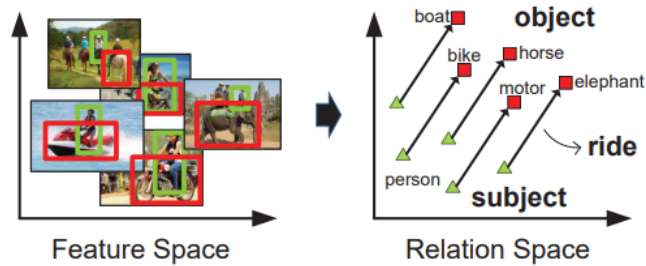 boat
object
bike
horse
motor
elephant
ride
person
subject
Feature Space
Relation Space